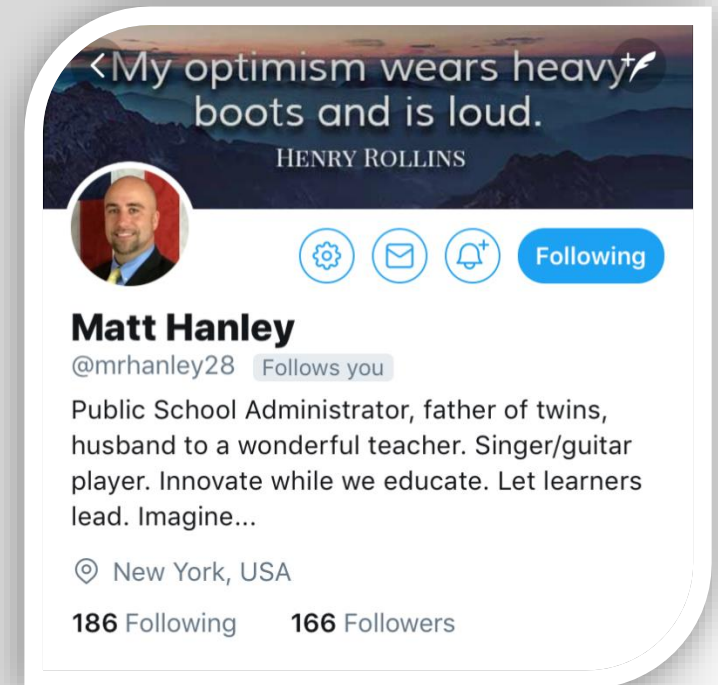 My optimism wears heavy
boots and is loud.
HENRY ROLLINS
Following
Matt Hanley
@mrhanley28 Follows you
Public School Administrator, father of twins,
husband to a wonderful teacher. Singer/guitar
player. Innovate while we educate. Let learners
lead. Imagine...
New York, USA
186 Following 166 Followers